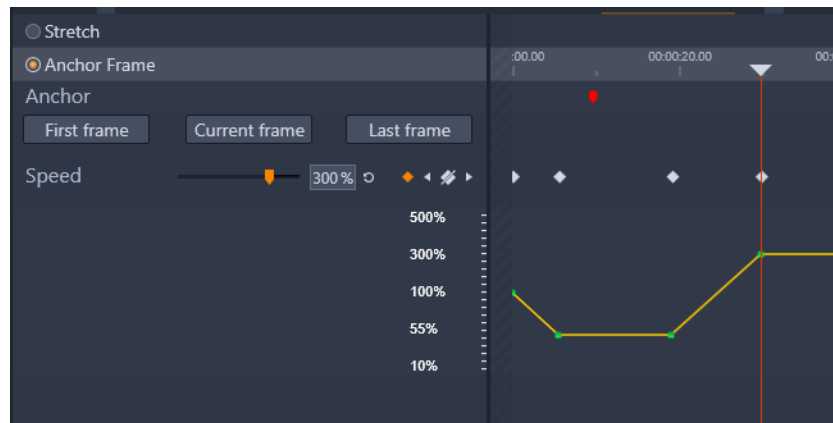 Stretch
Anchor Frame
:00.00 00:00:20.00 00:
Anchor
First frame Current frame Last frame
Speed 300 %
500%
300%
100%
55%
10%